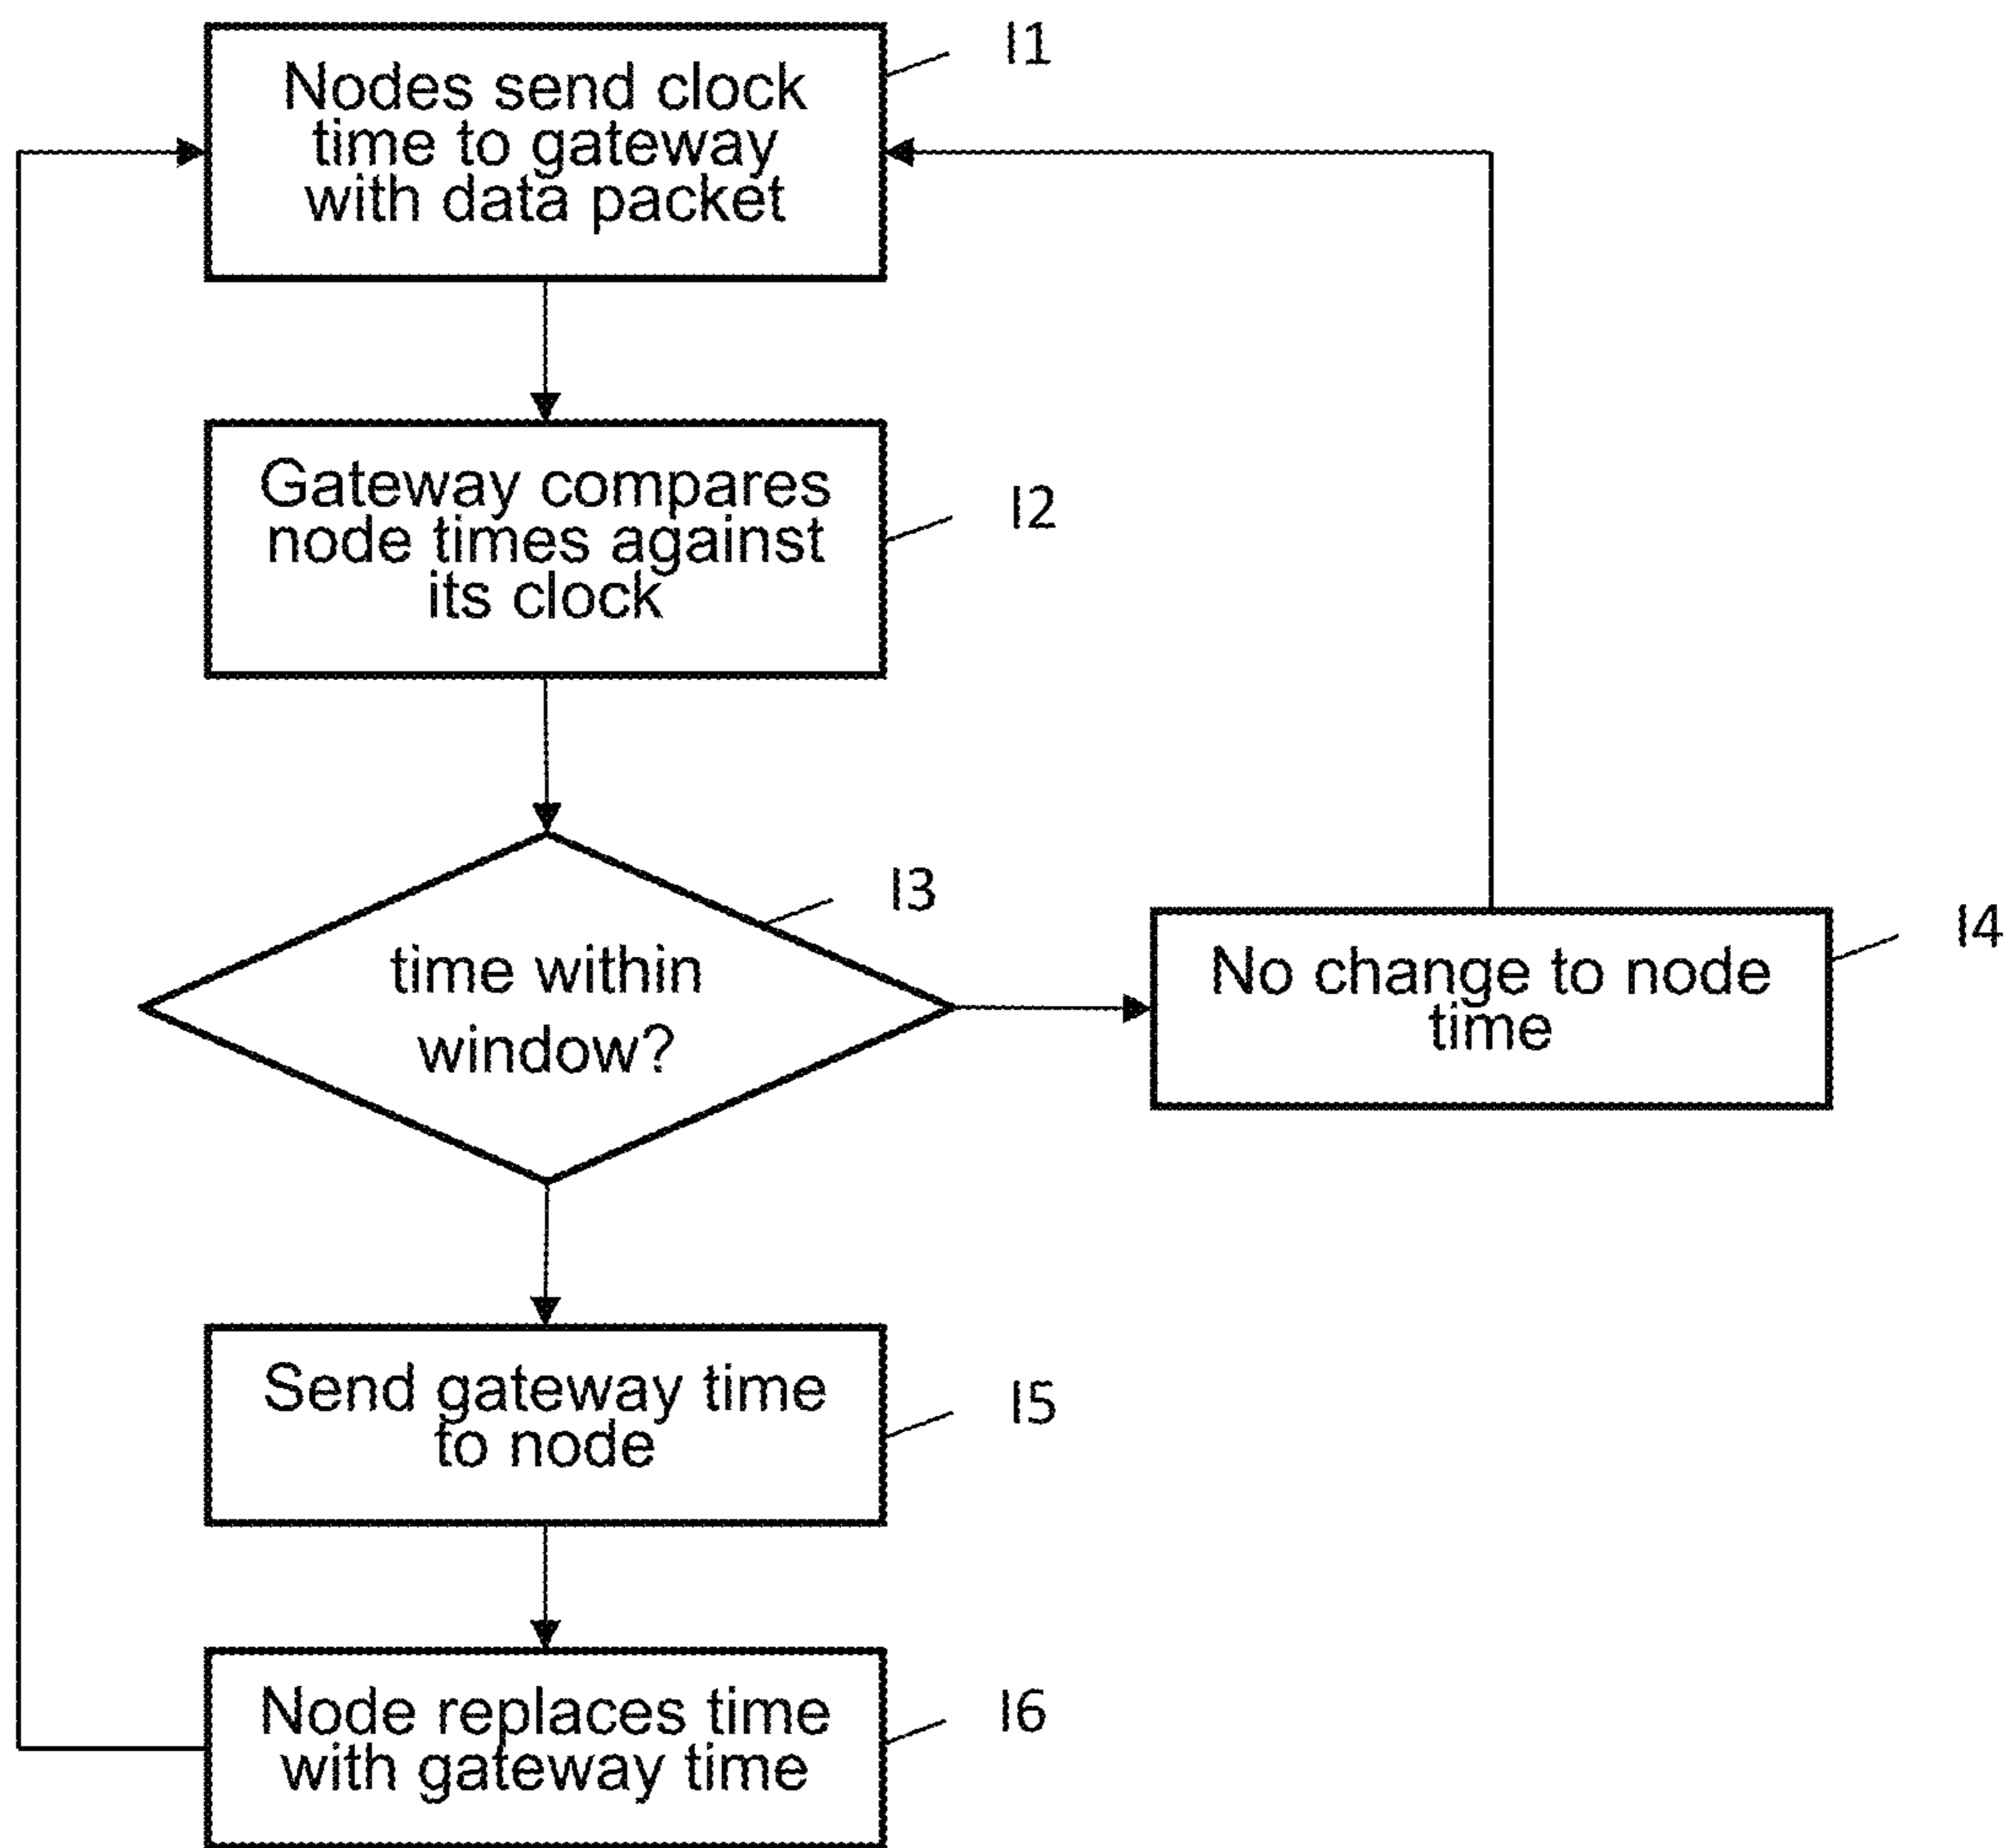 Nodes send clock
time to gateway
with data packet
I1
Gateway compares
node times against
its clock
I2
time within
window?
I3
No change to node
time
I4
Send gateway time
to node
I5
Node replaces time
with gateway time
I6